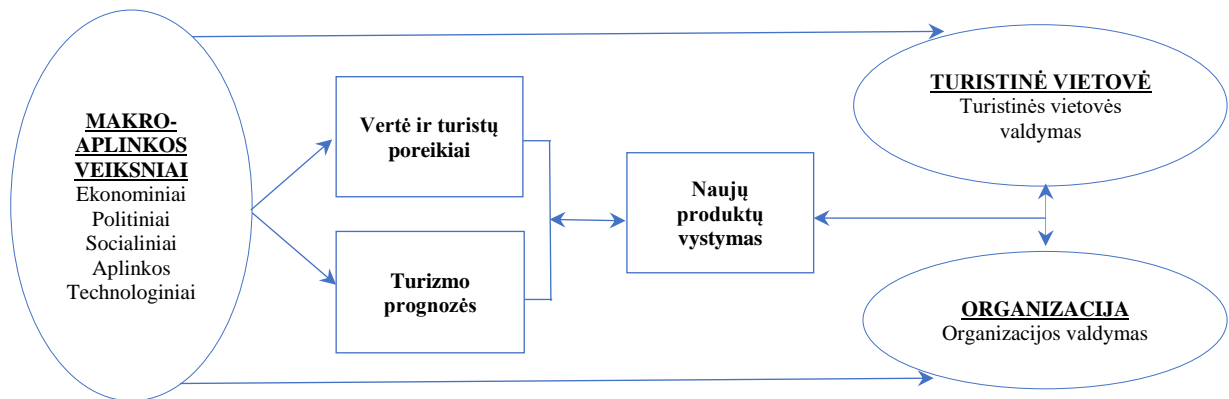 MAKRO-
APLINKOS
VEIKSNIAI
Ekonominiai
Politiniai
Socialiniai
Aplinkos
Technologiniai
Vertė ir turistų
poreikiai
Turizmo
prognozės
Naujų
produktų
vystymas
TURISTINĖ VIETOVĖ
Turistinės vietovės
valdymas
ORGANIZACIJA
Organizacijos valdymas